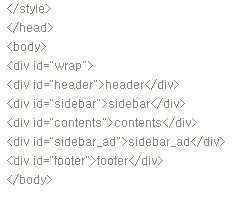 </style>
</head>
<body>
<div id="wrap">
<div id="header">header</div>
<div id="sidebar">sidebar</div>
<div id="contents">contents</div>
<div id="sidebar_ad">sidebar_ad</div>
<div id="footer">footer</div>
</body>